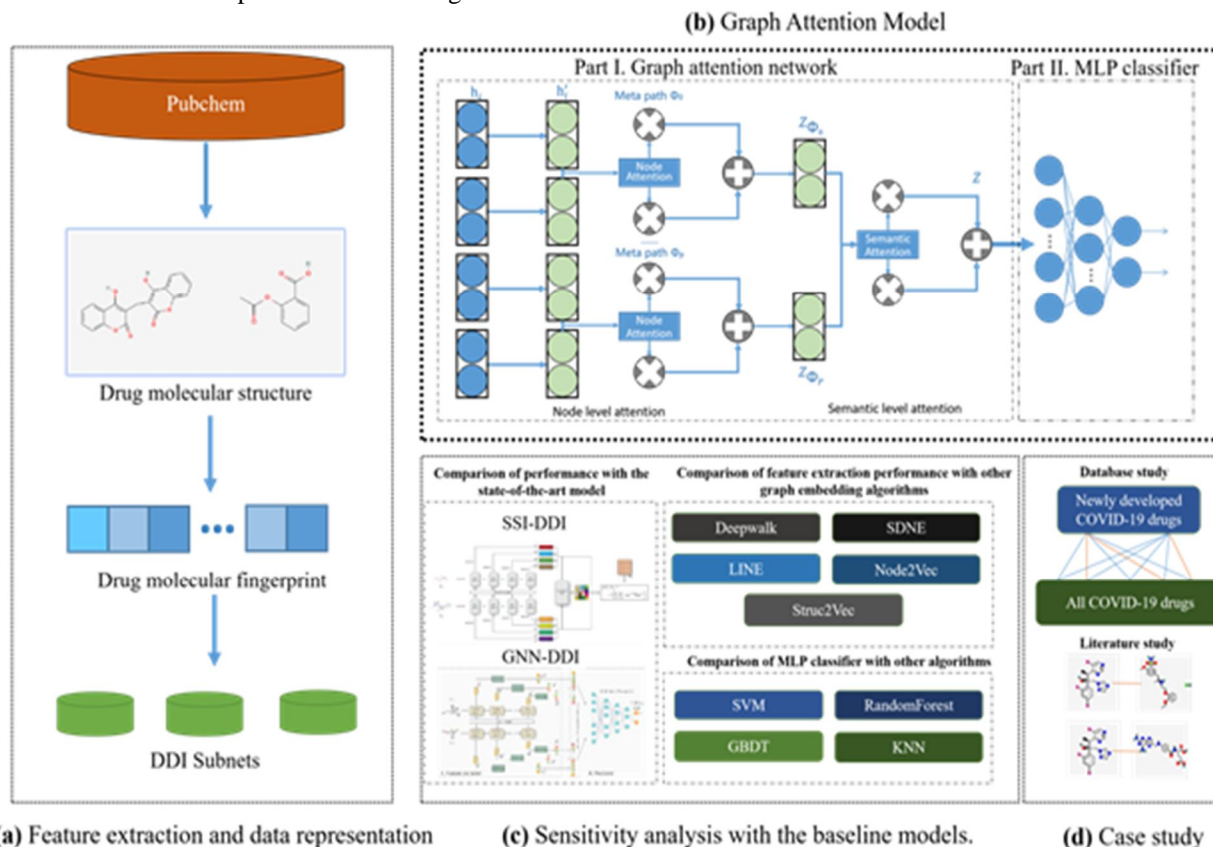 (b) Graph Attention Model
Pubchem
Drug molecular structure
Drug molecular fingerprint
DDI Subnets
Part I. Graph attention network
Part II. MLP classifier
Meta path
Node
Attention
Meta path
Node
Attention
Semantic
Attention
Z
Node level attention
Semantic level attention
Comparison of performance with the
state-of-the-art model
SSI-DDI
GNN-DDI
Comparison of feature extraction performance with other
graph embedding algorithms
Deepwalk
SDNE
LINE
Node2Vec
Struc2Vec
Comparison of MLP classifier with other algorithms
SVM
RandomForest
GBDT
KNN
Database study
Newly developed
COVID-19 drugs
All COVID-19 drugs
Literature study
(a) Feature extraction and data representation
(c) Sensitivity analysis with the baseline models.
(d) Case study